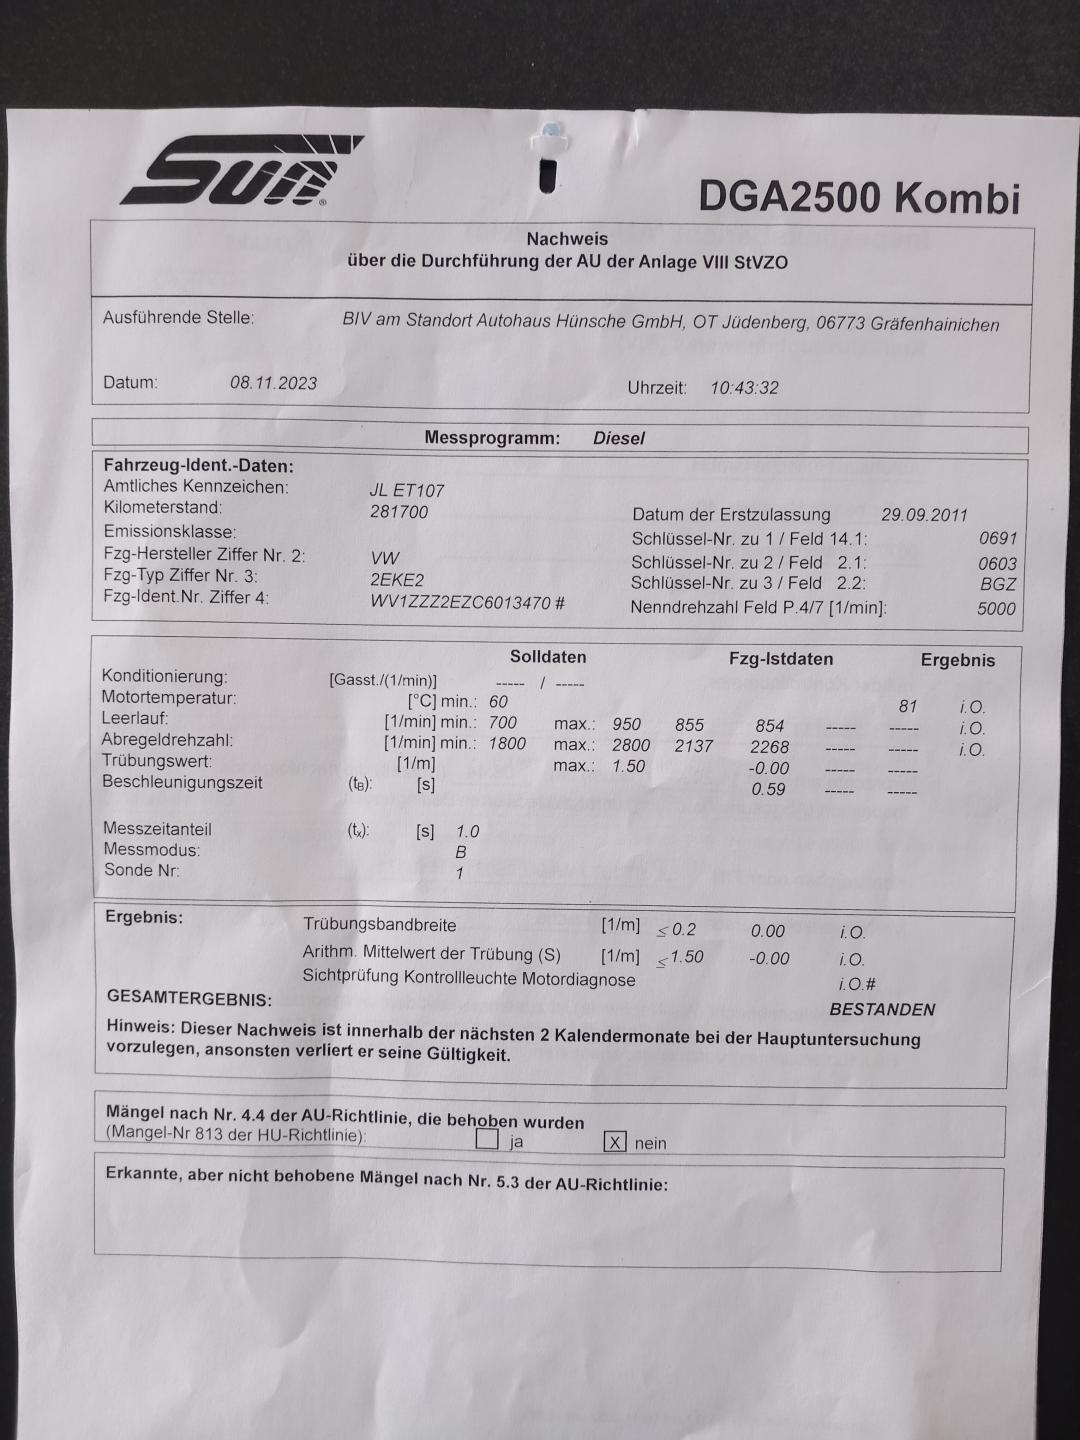 Sun®
DGA2500 Kombi
Nachweis
über die Durchführung der AU der Anlage VIII StVZO
Ausführende Stelle: BIV am Standort Autohaus Hünsche GmbH, OT Jüdenberg, 06773 Gräfenhainichen
Datum: 08.11.2023 Uhrzeit: 10:43:32
Messprogramm: Diesel
Fahrzeug-Ident.-Daten:
Amtliches Kennzeichen: JL ET107
Kilometerstand: 281700 Datum der Erstzulassung 29.09.2011
Emissionsklasse: Schlüssel-Nr. zu 1 / Feld 14.1: 0691
Fzg-Hersteller Ziffer Nr. 2: VW Schlüssel-Nr. zu 2 / Feld 2.1: 0603
Fzg-Typ Ziffer Nr. 3: 2EKE2 Schlüssel-Nr. zu 3 / Feld 2.2: BGZ
Fzg-Ident.Nr. Ziffer 4: WV1ZZZ2EZC6013470 # Nenndrehzahl Feld P.4/7 [1/min]: 5000
Solldaten Fzg-Istdaten Ergebnis
Konditionierung: [Gasst./(1/min)] ----- / -----
Motortemperatur: [°C] min.: 60 81 i.O.
Leerlauf: [1/min] min.: 700 max.: 950 855 854 ----- ----- i.O.
Abregeldrehzahl: [1/min] min.: 1800 max.: 2800 2137 2268 ----- ----- i.O.
Trübungswert: [1/m] max.: 1.50 -0.00 ----- -----
Beschleunigungszeit (tB): [s] 0.59 ----- -----
Messzeitanteil (tx): [s] 1.0
Messmodus: B
Sonde Nr: 1
Ergebnis: Trübungsbandbreite [1/m] ≤ 0.2 0.00 i.O.
Arithm. Mittelwert der Trübung (S) [1/m] ≤ 1.50 -0.00 i.O.
Sichtprüfung Kontrollleuchte Motordiagnose i.O.#
GESAMTERGEBNIS: BESTANDEN
Hinweis: Dieser Nachweis ist innerhalb der nächsten 2 Kalendermonate bei der Hauptuntersuchung
vorzulegen, ansonsten verliert er seine Gültigkeit.
Mängel nach Nr. 4.4 der AU-Richtlinie, die behoben wurden
(Mangel-Nr 813 der HU-Richtlinie): ja X nein
Erkannte, aber nicht behobene Mängel nach Nr. 5.3 der AU-Richtlinie: